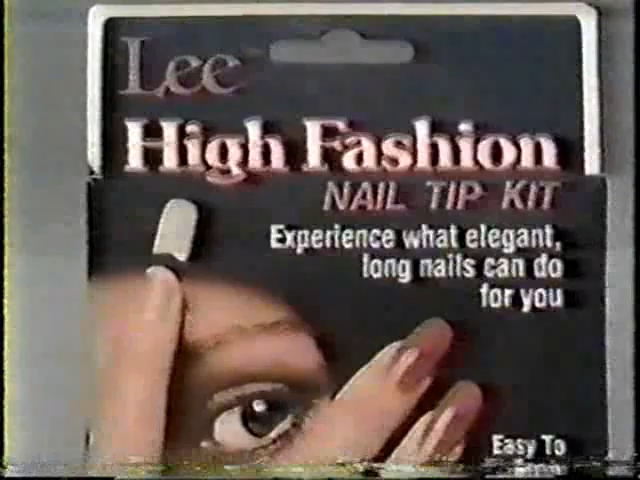 Lee
High Fashion
NAIL TIP KIT
Experience what elegant,
long nails can do
for you
Easy To